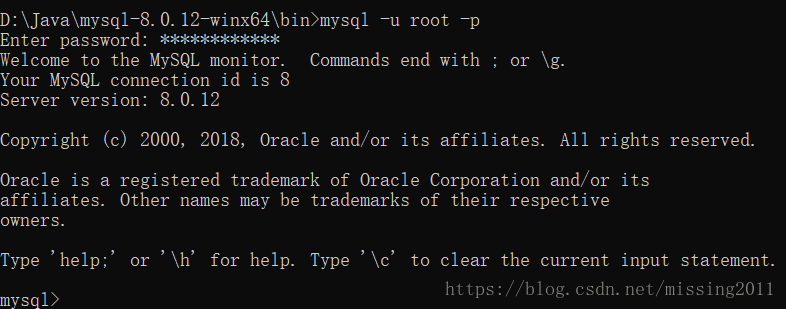 D:\Java\mysql-8.0.12-winx64\bin>mysql -u root -p
Enter password: ************
Welcome to the MySQL monitor.  Commands end with ; or \g.
Your MySQL connection id is 8
Server version: 8.0.12
Copyright (c) 2000, 2018, Oracle and/or its affiliates. All rights reserved.
Oracle is a registered trademark of Oracle Corporation and/or its
affiliates. Other names may be trademarks of their respective
owners.
Type 'help;' or '\h' for help. Type '\c' to clear the current input statement.
mysql>
https://blog.csdn.net/missing2011